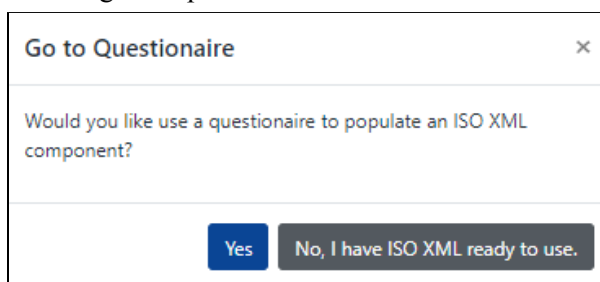 Go to Questionaire ×
Would you like use a questionaire to populate an ISO XML
component?
Yes No, I have ISO XML ready to use.